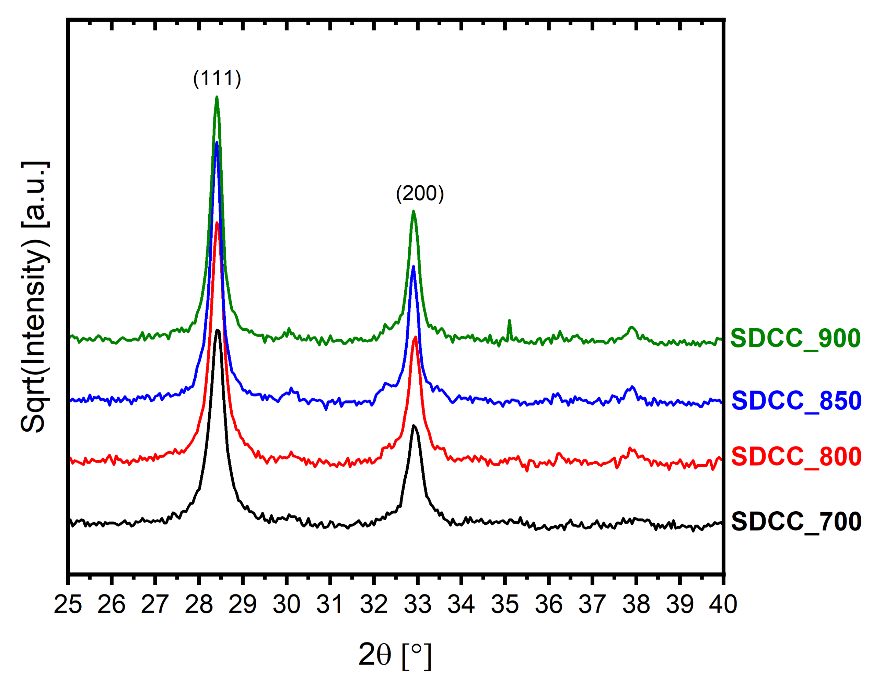 (111)
(200)
Sqrt(Intensity) [a.u.]
SDCC_900
SDCC_850
SDCC_800
SDCC_700
25 26 27 28 29 30 31 32 33 34 35 36 37 38 39 40
2θ [°]